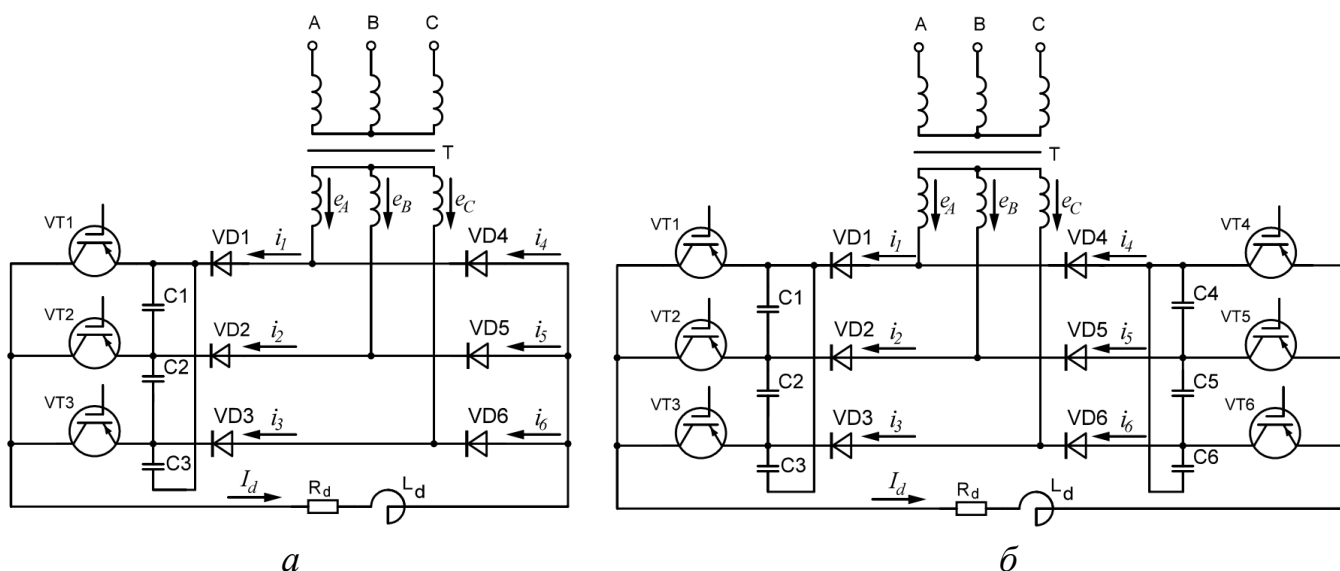 A B C
T
e_A e_B e_C
VT1 VD1 i_1 VD4 i_4
C1
VT2 VD2 i_2 VD5 i_5
C2
VT3 VD3 i_3 VD6 i_6
C3
I_d R_d L_d
а
A B C
T
e_A e_B e_C
VT1 VD1 i_1 VD4 i_4 VT4
C1 C4
VT2 VD2 i_2 VD5 i_5 VT5
C2 C5
VT3 VD3 i_3 VD6 i_6 VT6
C3 C6
I_d R_d L_d
б